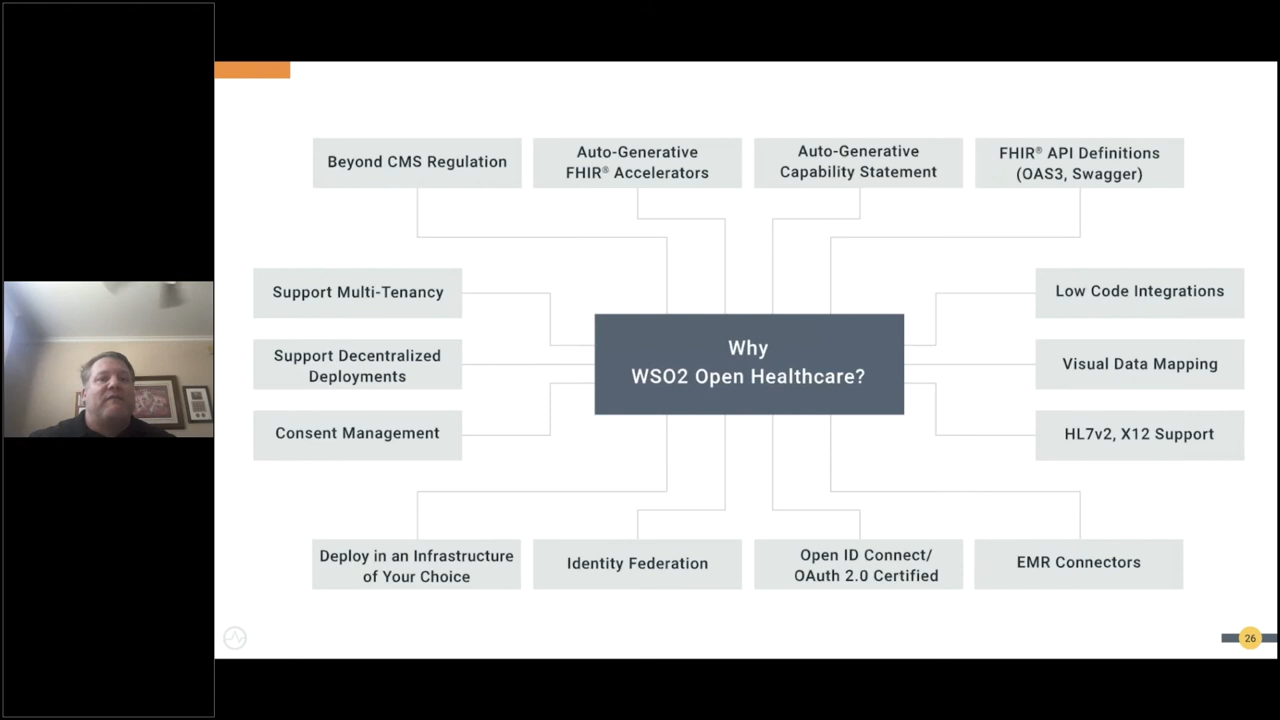 Beyond CMS Regulation
Auto-Generative
FHIR® Accelerators
Auto-Generative
Capability Statement
FHIR® API Definitions
(OAS3, Swagger)
Support Multi-Tenancy
Low Code Integrations
Why
WSO2 Open Healthcare?
Support Decentralized
Deployments
Visual Data Mapping
Consent Management
HL7v2, X12 Support
Deploy in an Infrastructure
of Your Choice
Identity Federation
Open ID Connect/
OAuth 2.0 Certified
EMR Connectors
26